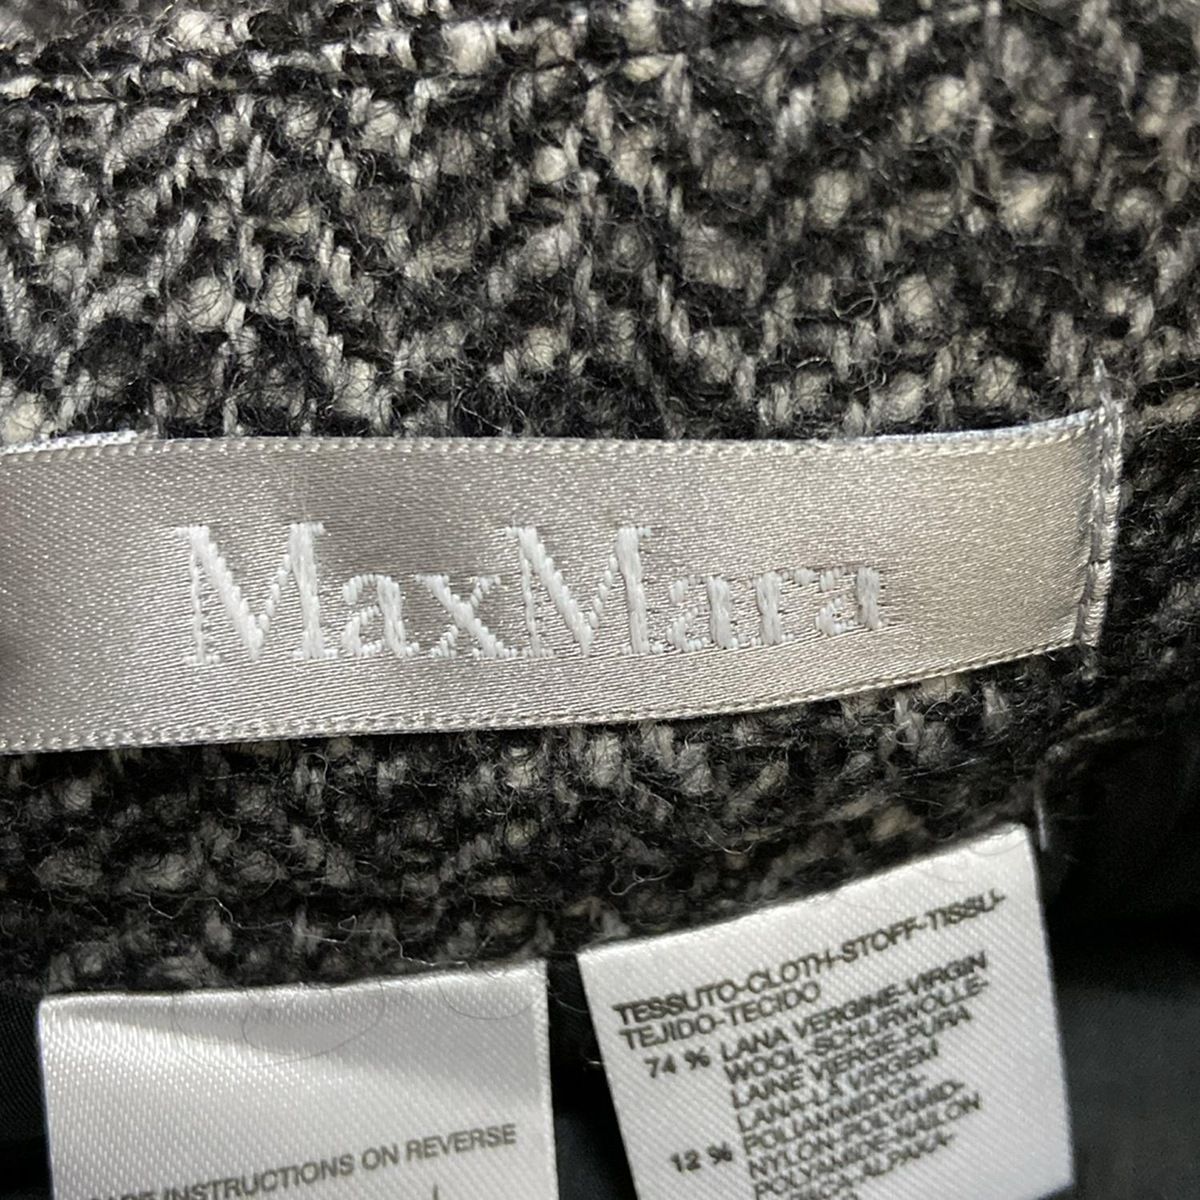 MaxMara
TESSUTO-CLOTH-STOFF-TISSU-
TEJIDO-TECIDO
74 % LANA VERGINE-VIRGIN
WOOL-SCHURWOLLE-
LAINE VIERGE-PURA
LANA-LÃ VIRGEM
12 % POLIAMMIDICA-
NYLON-POLYAMID-
POLYAMIDE-NAILON
INSTRUCTIONS ON REVERSE